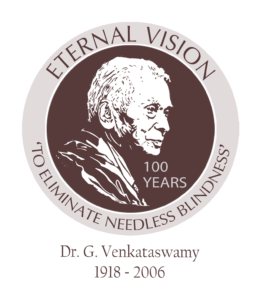 ETERNAL VISION
100
YEARS
'TO ELIMINATE NEEDLESS BLINDNESS'
Dr. G. Venkataswamy
1918 - 2006